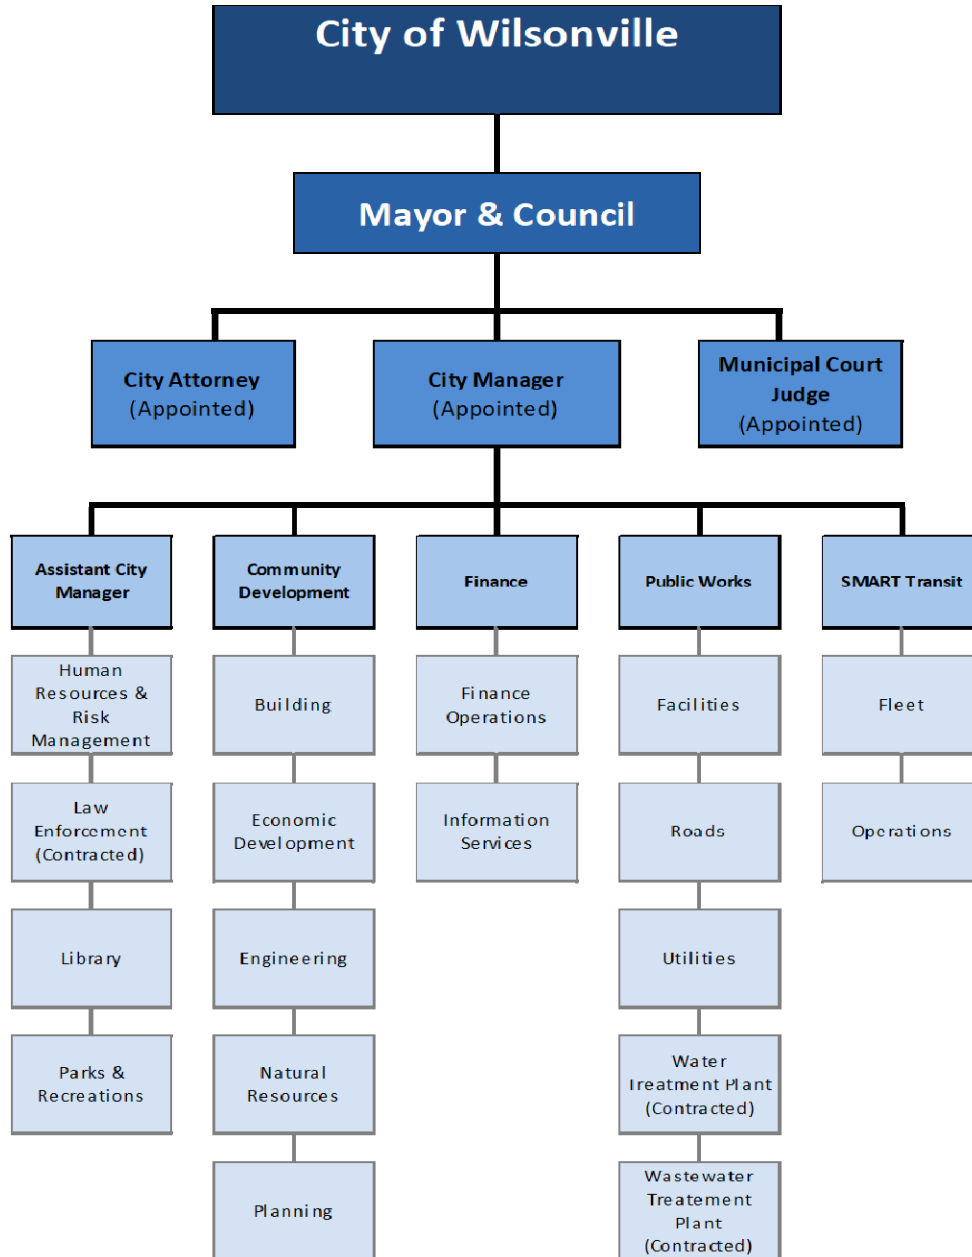 City of Wilsonville
Mayor & Council
City Attorney
(Appointed)
City Manager
(Appointed)
Municipal Court
Judge
(Appointed)
Assistant City
Manager
Community
Development
Finance
Public Works
SMART Transit
Human
Resources &
Risk
Management
Building
Finance
Operations
Facilities
Fleet
Law
Enforcement
(Contracted)
Economic
Development
Information
Services
Roads
Operations
Library
Engineering
Utilities
Parks &
Recreations
Natural
Resources
Water
Treatment Plant
(Contracted)
Planning
Wastewater
Treatement
Plant
(Contracted)